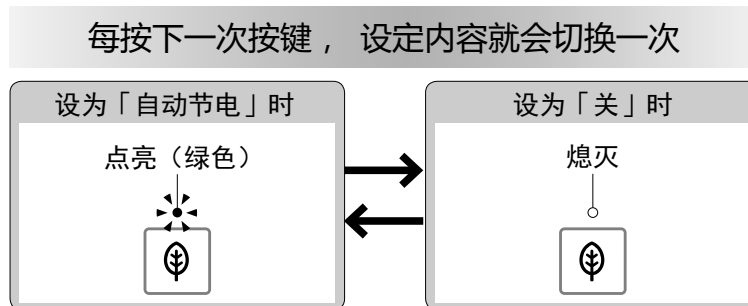 每按下一次按键， 设定内容就会切换一次
设为「自动节电」时
点亮（绿色）
设为「关」时
熄灭